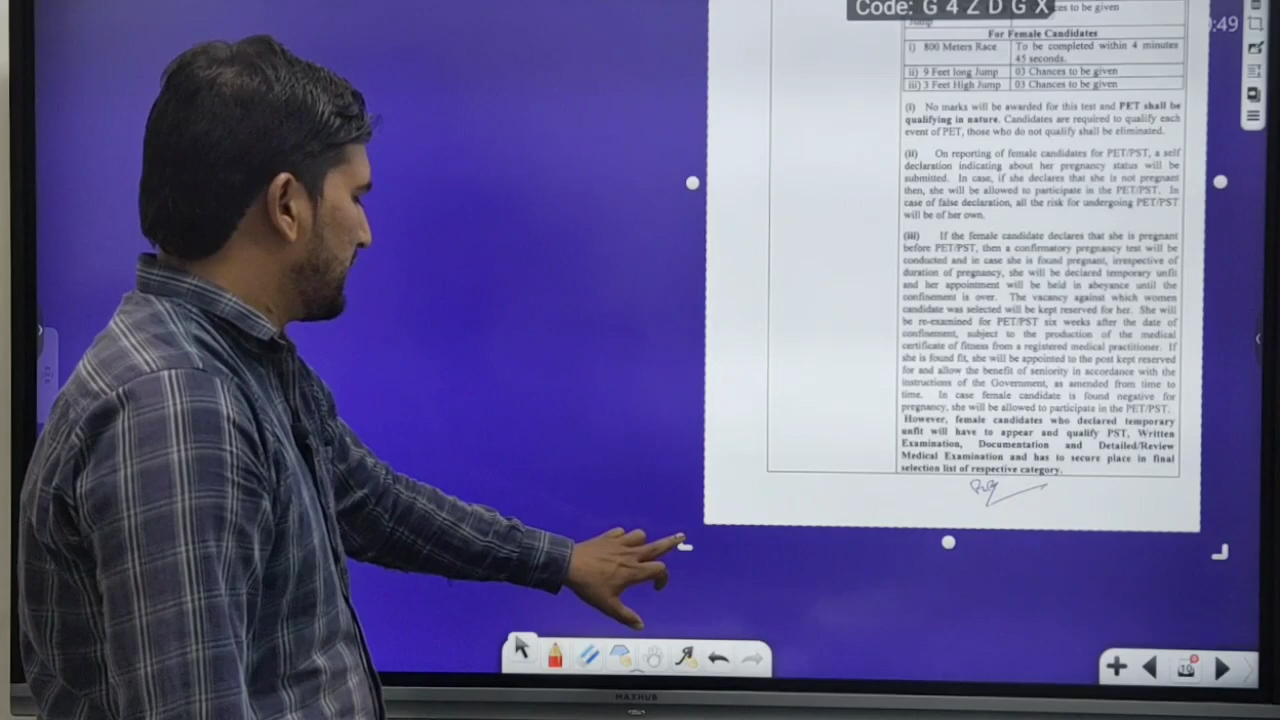 Code: G 4 Z D G X
ces to be given
Jump
:49
For Female Candidates
i) 800 Meters Race
To be completed within 4 minutes
45 seconds.
ii) 9 Feet long Jump
03 Chances to be given
iii) 3 Feet High Jump
03 Chances to be given
(i) No marks will be awarded for this test and PET shall be
qualifying in nature. Candidates are required to qualify each
event of PET, those who do not qualify shall be eliminated.
(ii) On reporting of female candidates for PET/PST, a self
declaration indicating about her pregnancy status will be
submitted. In case, if she declares that she is not pregnant
then, she will be allowed to participate in the PET/PST. In
case of false declaration, all the risk for undergoing PET/PST
will be of her own.
(iii) If the female candidate declares that she is pregnant
before PET/PST, then a confirmatory pregnancy test will be
conducted and in case she is found pregnant, irrespective of
duration of pregnancy, she will be declared temporary unfit
and her appointment will be held in abeyance until the
confinement is over. The vacancy against which women
candidate was selected will be kept reserved for her. She will
be re-examined for PET/PST six weeks after the date of
confinement, subject to the production of the medical
certificate of fitness from a registered medical practitioner. If
she is found fit, she will be appointed to the post kept reserved
for and allow the benefit of seniority in accordance with the
instructions of the Government, as amended from time to
time. In case female candidate is found negative for
pregnancy, she will be allowed to participate in the PET/PST.
However, female candidates who declared temporary
unfit will have to appear and qualify PST, Written
Examination, Documentation and Detailed/Review
Medical Examination and has to secure place in final
selection list of respective category.
10
MAXHUB